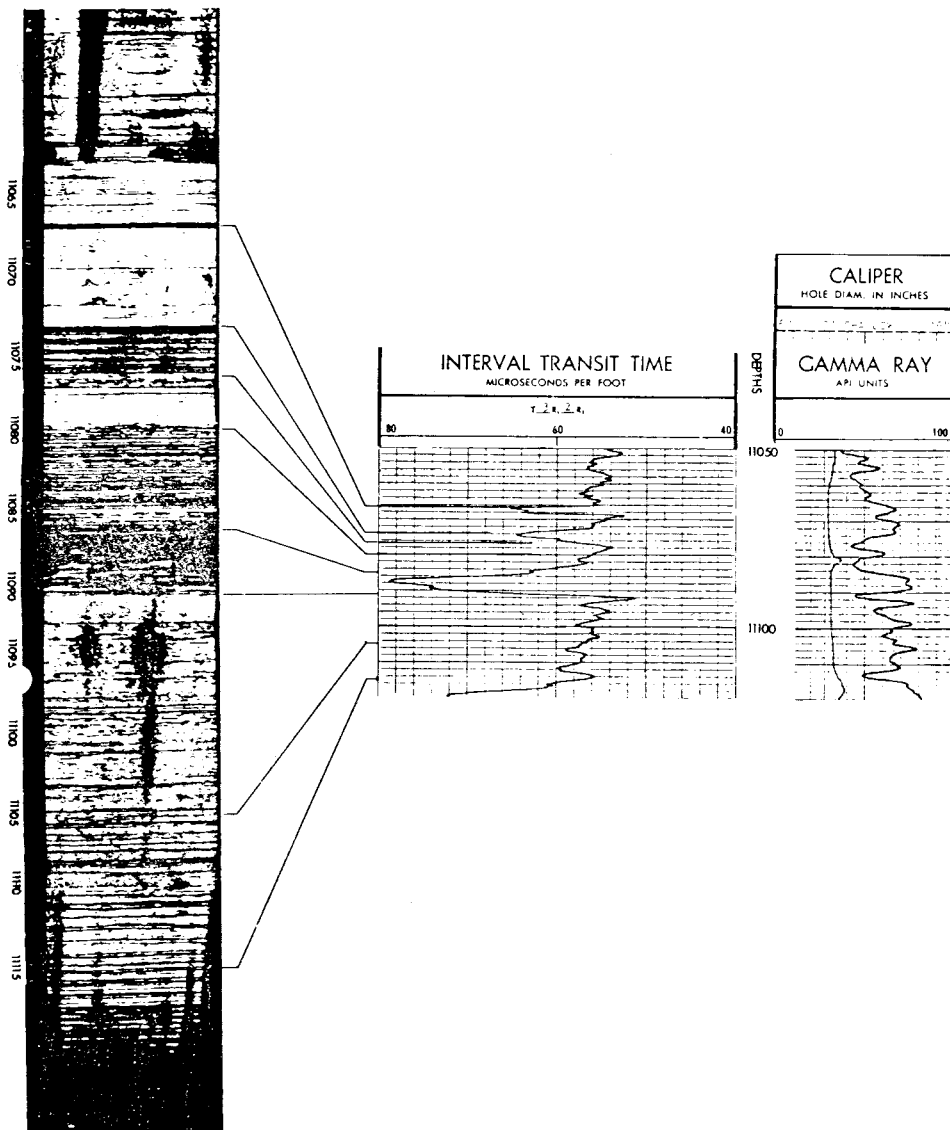 11065
11070
11075
11080
11085
11090
11095
11100
11105
11110
11115
INTERVAL TRANSIT TIME
MICROSECONDS PER FOOT
80
60
40
DEPTHS
11050
11100
CALIPER
HOLE DIAM. IN INCHES
GAMMA RAY
API UNITS
0
100